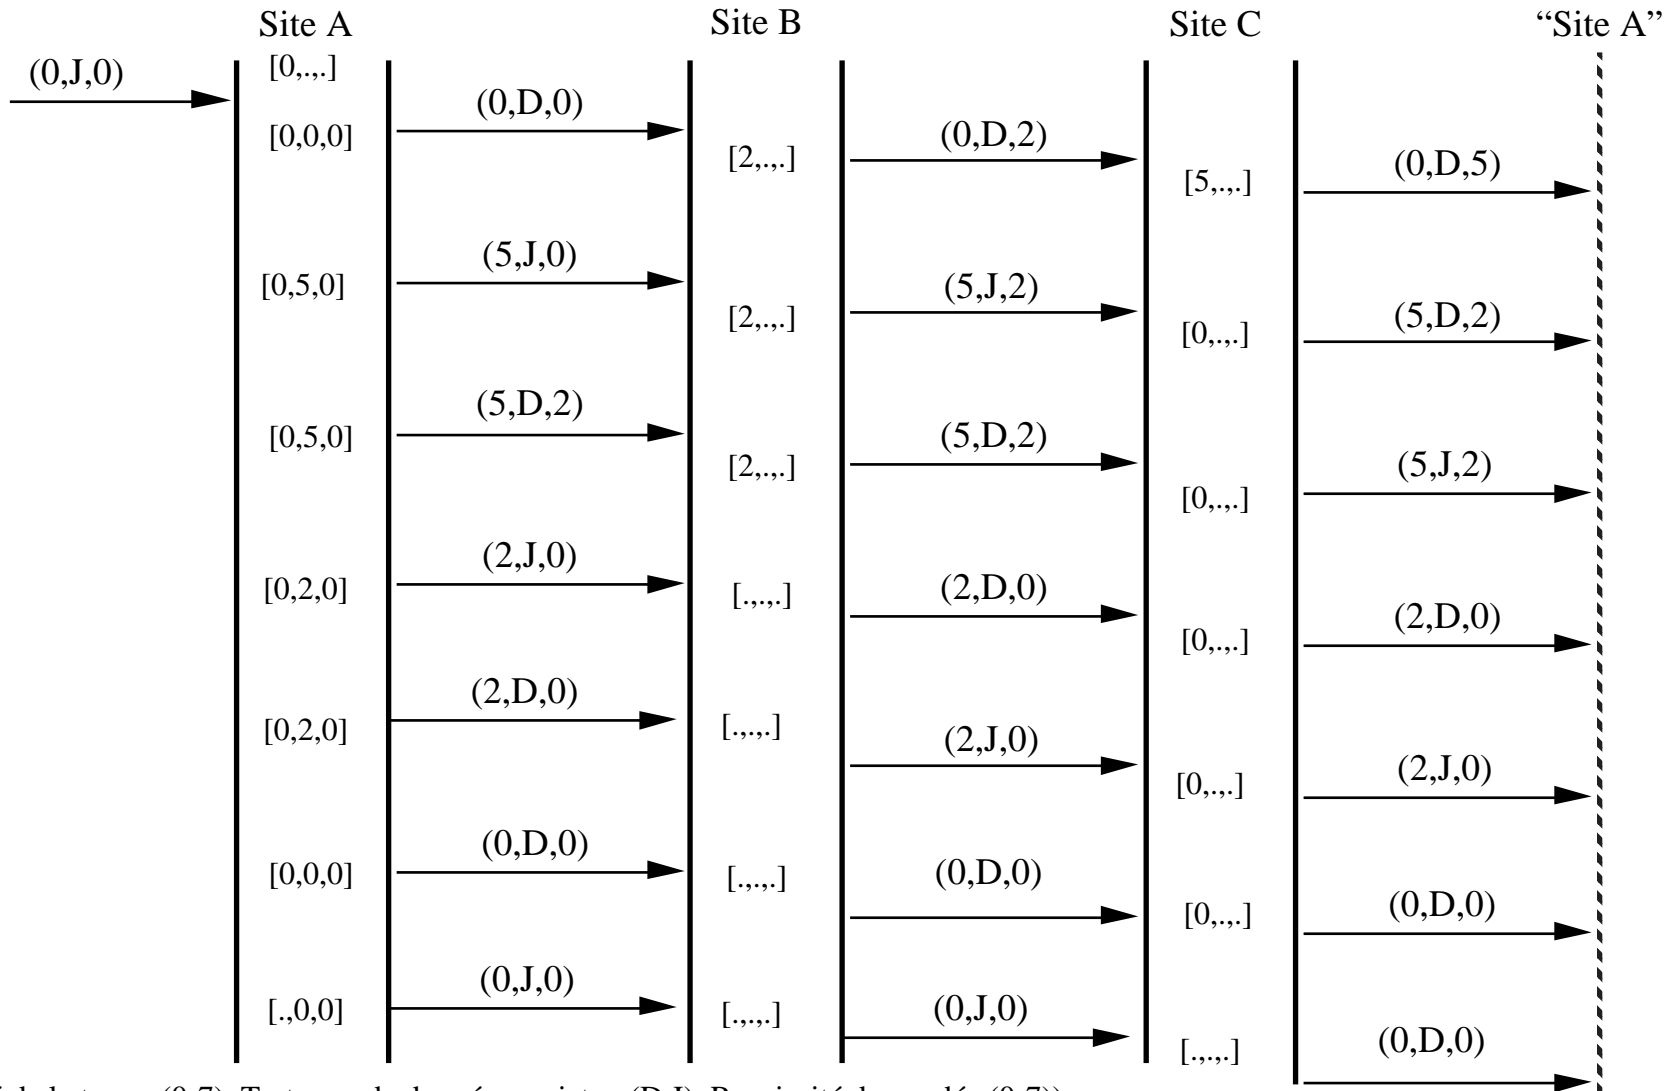 Site A Site B Site C “Site A”
(0,J,0) [0,.,.]
[0,0,0] (0,D,0) [2,.,.] (0,D,2) [5,.,.] (0,D,5)
[0,5,0] (5,J,0) [2,.,.] (5,J,2) [0,.,.] (5,D,2)
[0,5,0] (5,D,2) [2,.,.] (5,D,2) [0,.,.] (5,J,2)
[0,2,0] (2,J,0) [.,.,.] (2,D,0) [0,.,.] (2,D,0)
[0,2,0] (2,D,0) [.,.,.] (2,J,0) [0,.,.] (2,J,0)
[0,0,0] (0,D,0) [.,.,.] (0,D,0) [0,.,.] (0,D,0)
[.,0,0] (0,J,0) [.,.,.] (0,J,0) [.,.,.] (0,D,0)